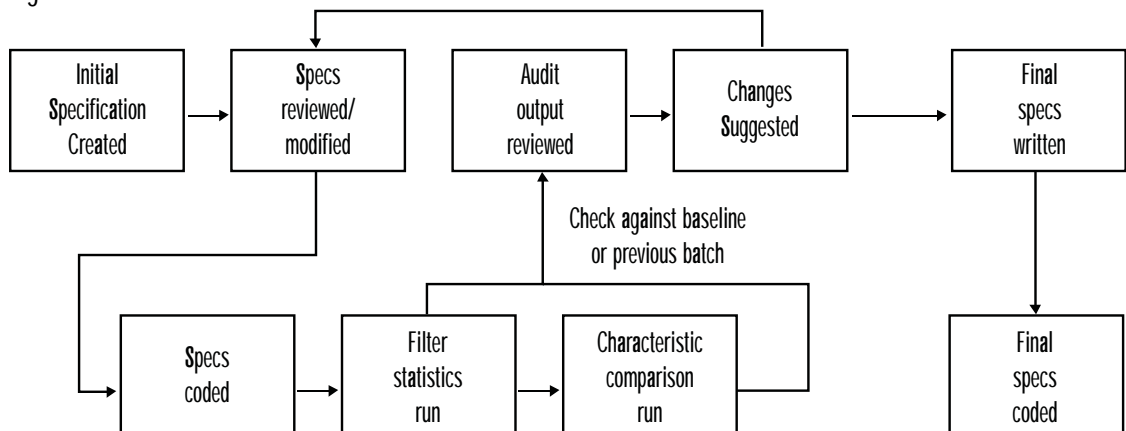 Initial
Specification
Created
Specs
reviewed/
modified
Audit
output
reviewed
Changes
Suggested
Final
specs
written
Check against baseline
or previous batch
Specs
coded
Filter
statistics
run
Characteristic
comparison
run
Final
specs
coded